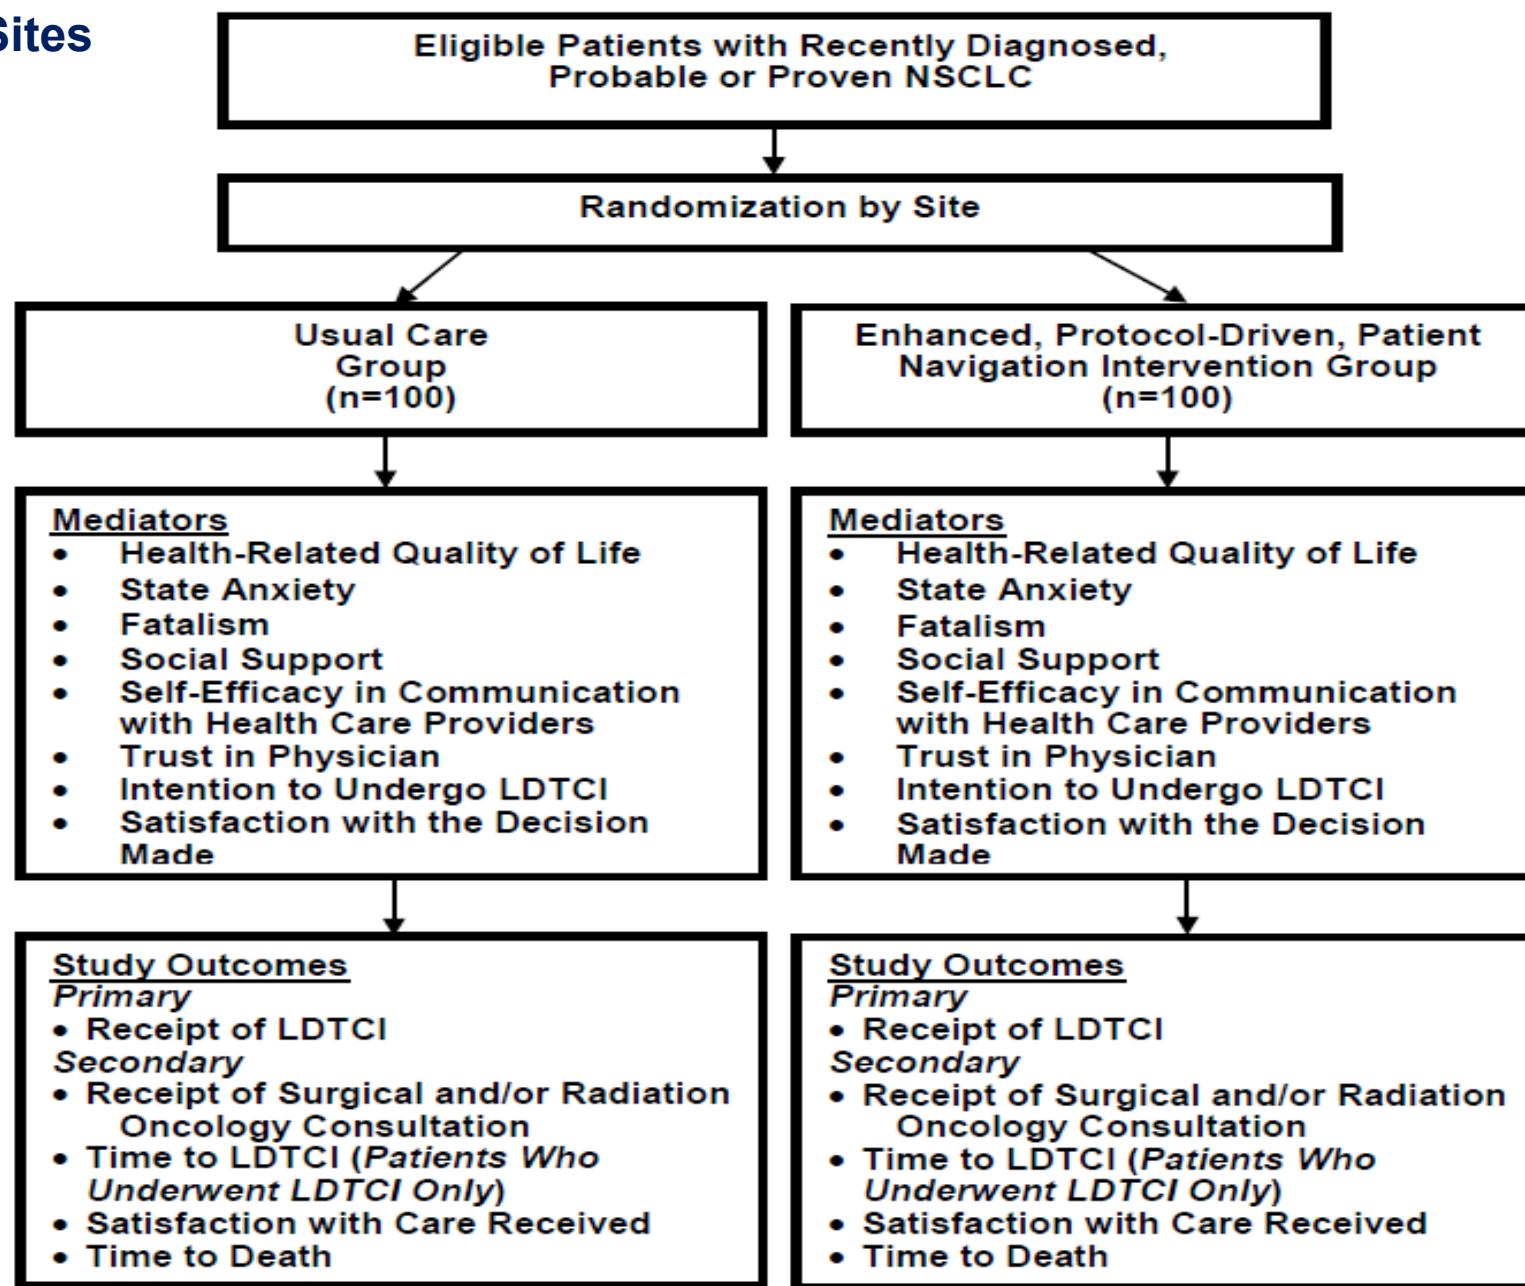 Sites
Eligible Patients with Recently Diagnosed,
Probable or Proven NSCLC
Randomization by Site
Usual Care
Group
(n=100)
Enhanced, Protocol-Driven, Patient
Navigation Intervention Group
(n=100)
Mediators
• Health-Related Quality of Life
• State Anxiety
• Fatalism
• Social Support
• Self-Efficacy in Communication
with Health Care Providers
• Trust in Physician
• Intention to Undergo LDTCI
• Satisfaction with the Decision
Made
Mediators
• Health-Related Quality of Life
• State Anxiety
• Fatalism
• Social Support
• Self-Efficacy in Communication
with Health Care Providers
• Trust in Physician
• Intention to Undergo LDTCI
• Satisfaction with the Decision
Made
Study Outcomes
Primary
• Receipt of LDTCI
Secondary
• Receipt of Surgical and/or Radiation
Oncology Consultation
• Time to LDTCI (Patients Who
Underwent LDTCI Only)
• Satisfaction with Care Received
• Time to Death
Study Outcomes
Primary
• Receipt of LDTCI
Secondary
• Receipt of Surgical and/or Radiation
Oncology Consultation
• Time to LDTCI (Patients Who
Underwent LDTCI Only)
• Satisfaction with Care Received
• Time to Death